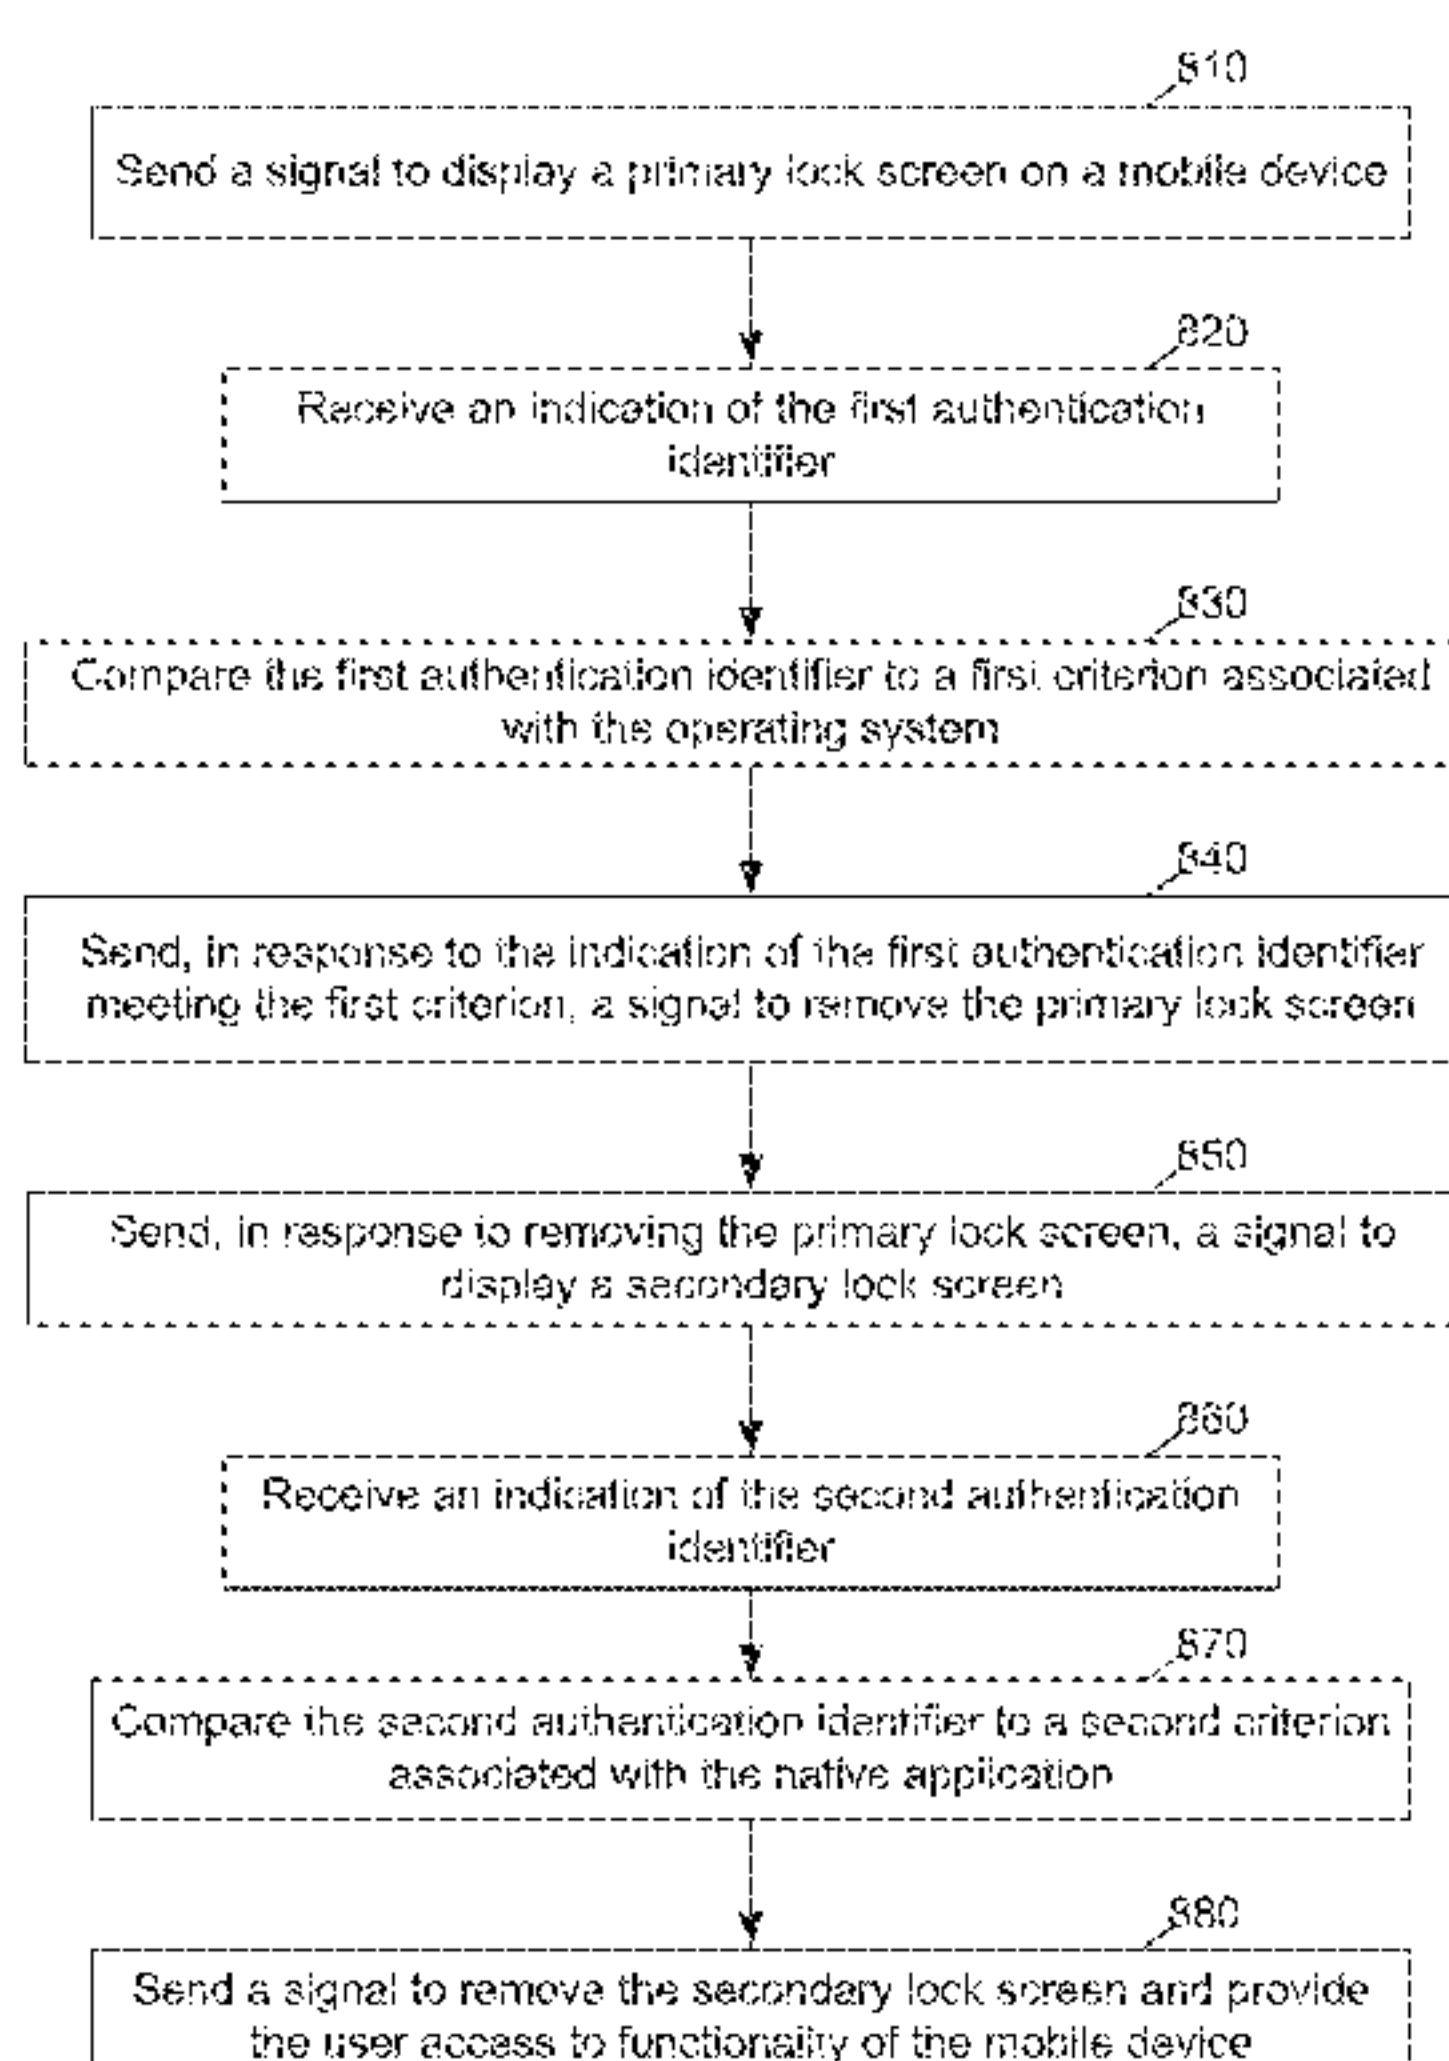 810
Send a signal to display a primary lock screen on a mobile device
820
Receive an indication of the first authentication
identifier
830
Compare the first authentication identifier to a first criterion associated
with the operating system
840
Send, in response to the indication of the first authentication identifier
meeting the first criterion, a signal to remove the primary lock screen
850
Send, in response to removing the primary lock screen, a signal to
display a secondary lock screen
860
Receive an indication of the second authentication
identifier
870
Compare the second authentication identifier to a second criterion
associated with the native application
880
Send a signal to remove the secondary lock screen and provide
the user access to functionality of the mobile device